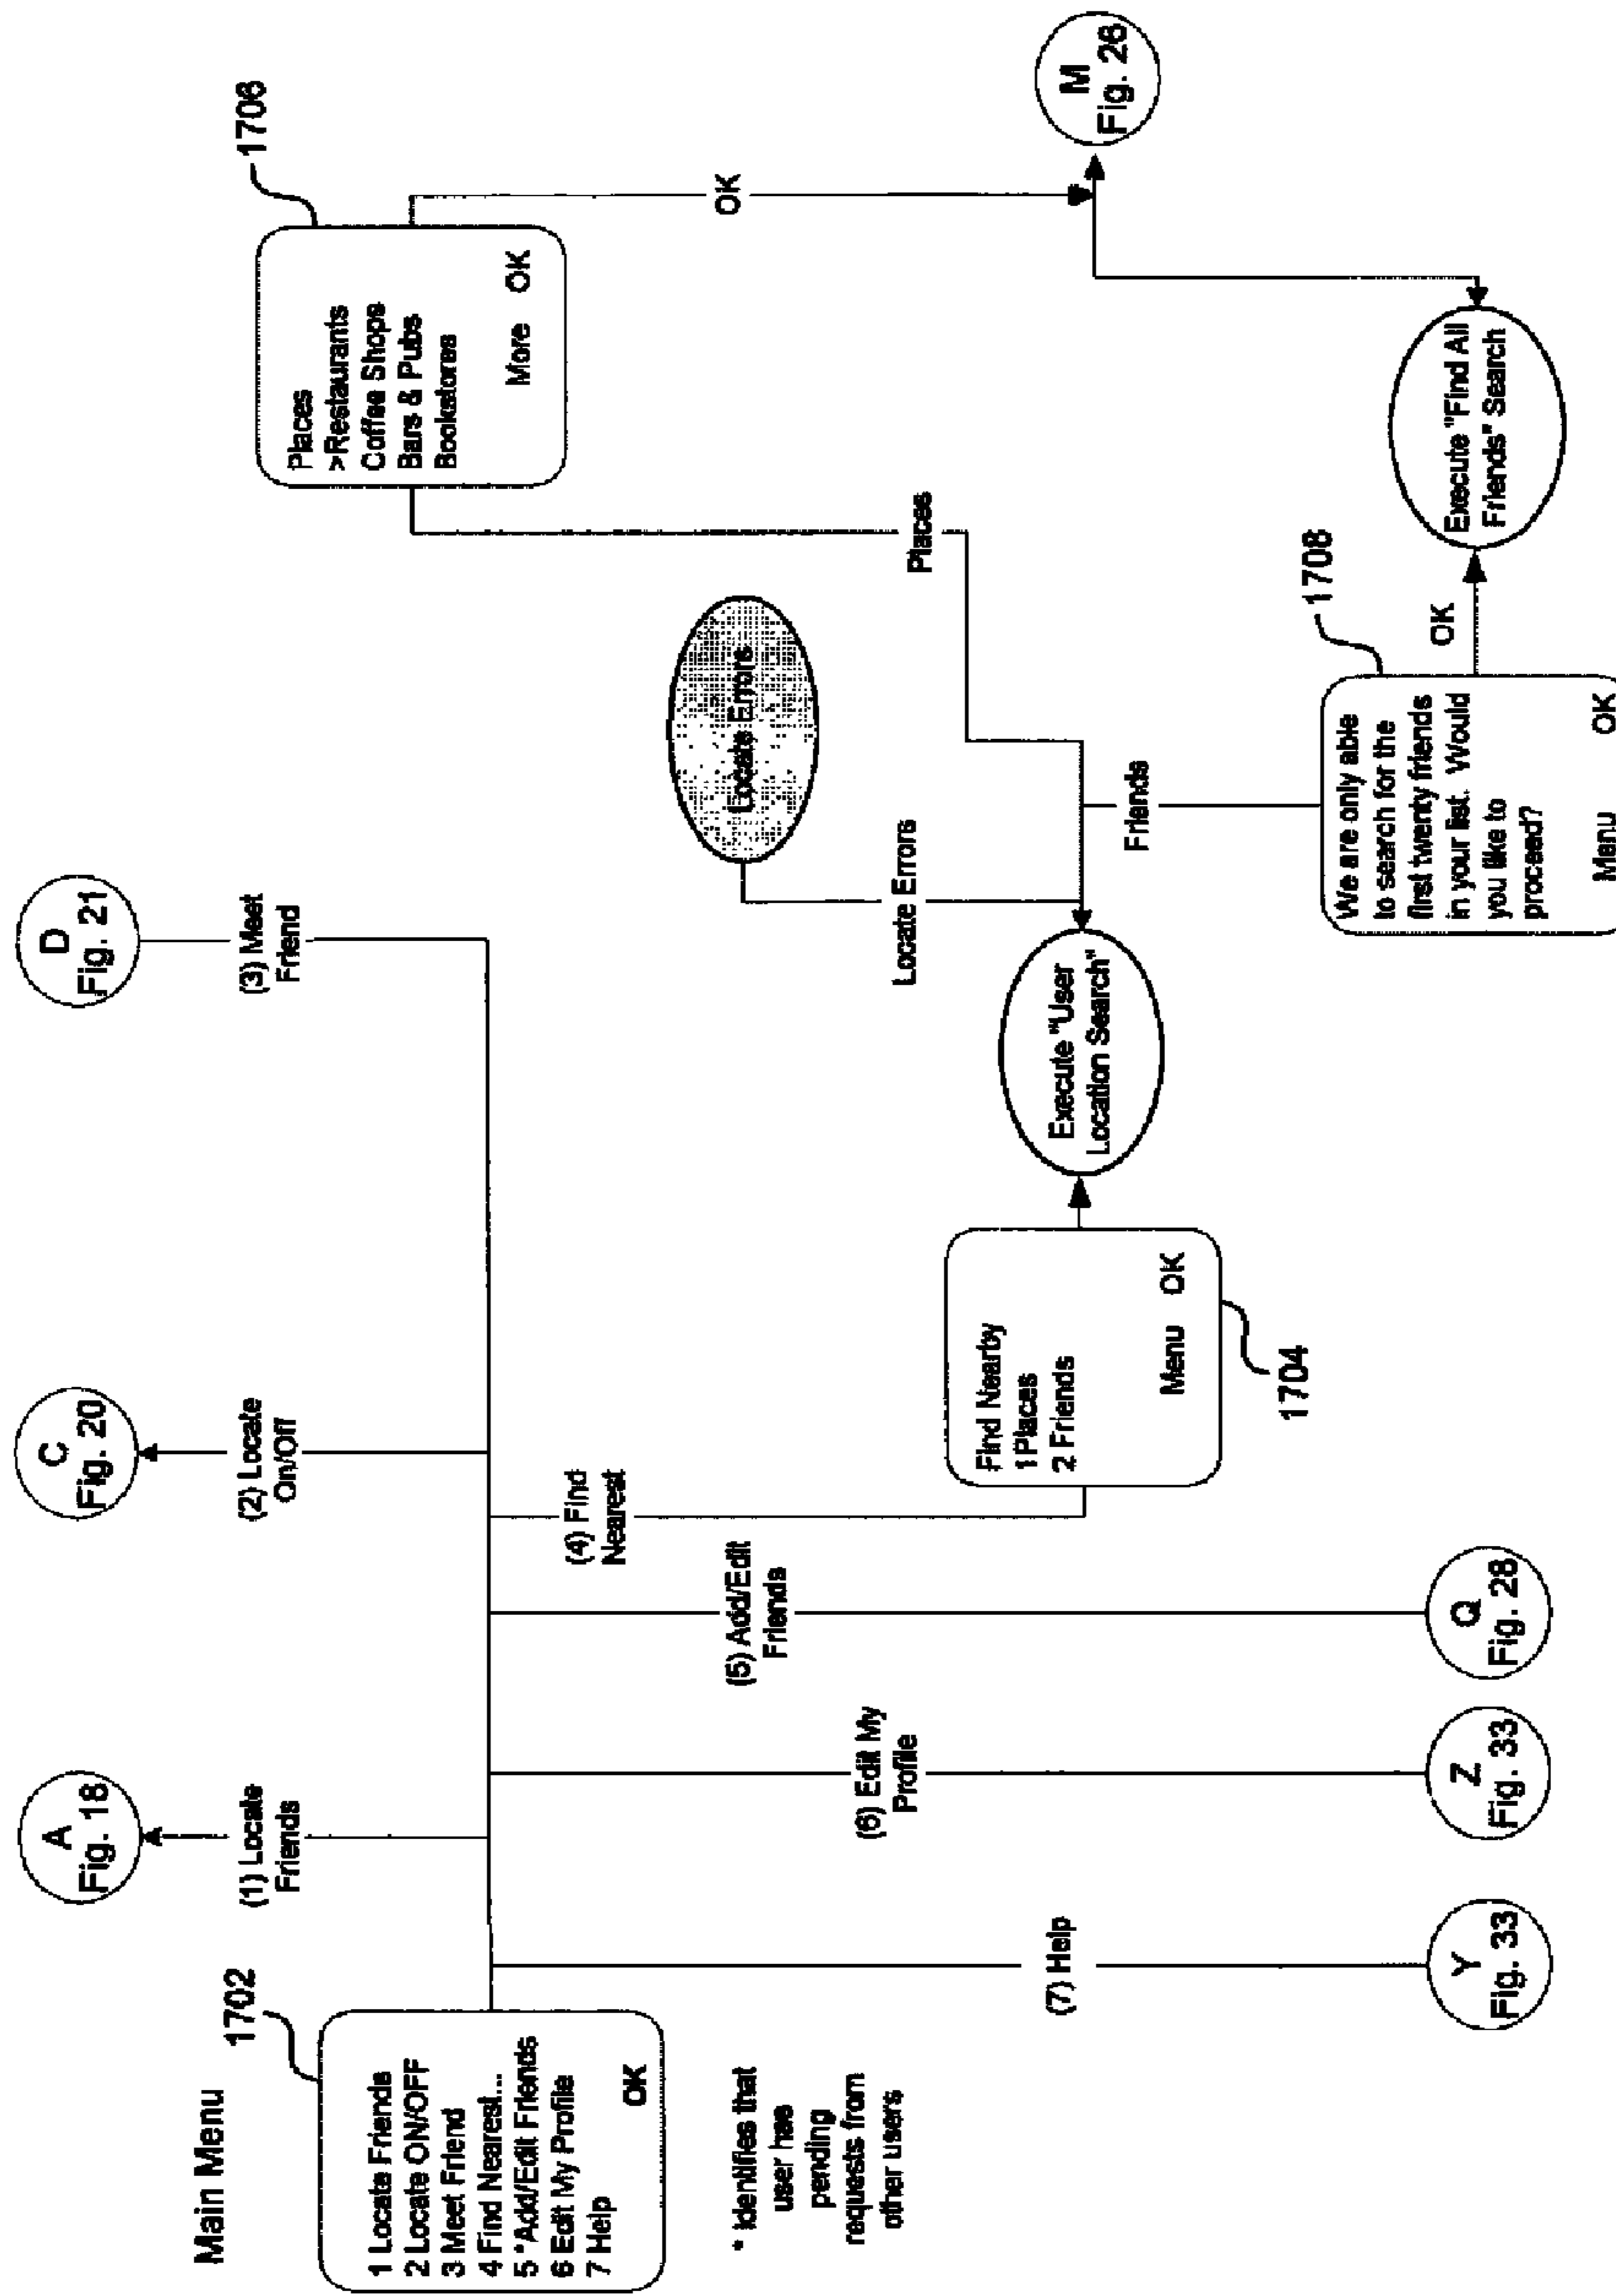 Main Menu
1702
1 Locate Friends
2 Locate ON/OFF
3 Meet Friend
4 Find Nearest...
5 *Add/Edit Friends
6 Edit My Profile
7 Help
OK
* Identifies that
user has
pending
requests from
other users
A
Fig. 18
(1) Locate
Friends
C
Fig. 20
(2) Locate
On/Off
D
Fig. 21
(3) Meet
Friend
(4) Find
Nearest
(5) Add/Edit
Friends
(6) Edit My
Profile
(7) Help
Y
Fig. 33
Z
Fig. 33
Q
Fig. 28
Find Nearby
1 Places
2 Friends
Menu OK
1704
Execute "User
Location Search"
Locate Errors
Locate Errors
Places
Friends
1706
Places
>Restaurants
Coffee Shops
Bars & Pubs
Bookstores
More OK
OK
M
Fig. 26
1708
We are only able
to search for the
first twenty friends
in your list. Would
you like to
proceed?
Menu OK
OK
Execute "Find All
Friends" Search